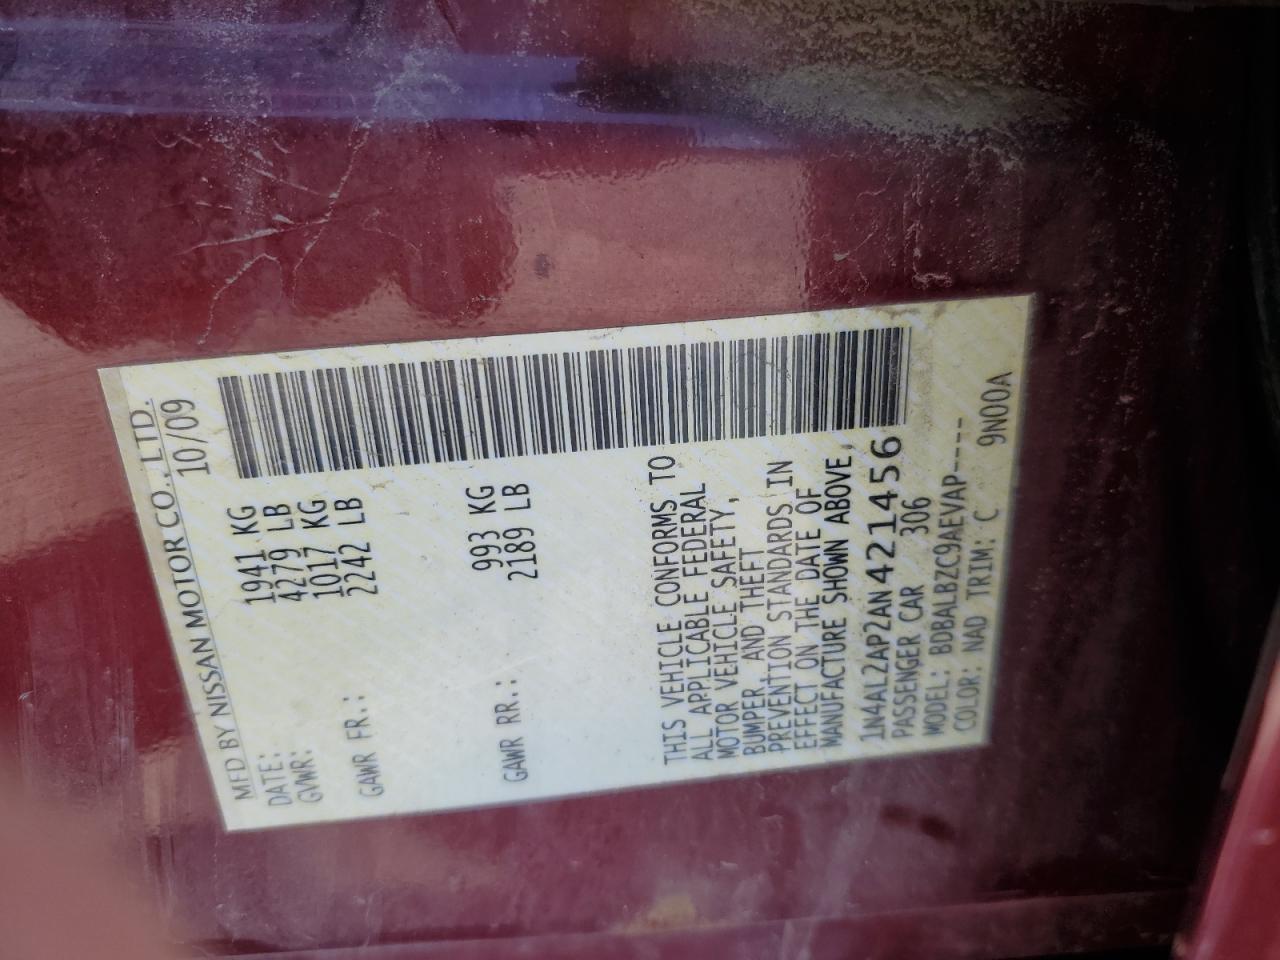 MFD BY NISSAN MOTOR CO.,LTD.
DATE: 10/09
GVWR: 1941 KG
4279 LB
GAWR FR.: 1017 KG
2242 LB
GAWR RR.: 993 KG
2189 LB
THIS VEHICLE CONFORMS TO
ALL APPLICABLE FEDERAL
MOTOR VEHICLE SAFETY,
BUMPER, AND THEFT
PREVENTION STANDARDS IN
EFFECT ON THE DATE OF
MANUFACTURE SHOWN ABOVE.
1N4AL2AP2AN421456
PASSENGER CAR 306
MODEL: BDBALBZC9AEVAP-----
COLOR: NAD TRIM: C 9N00A